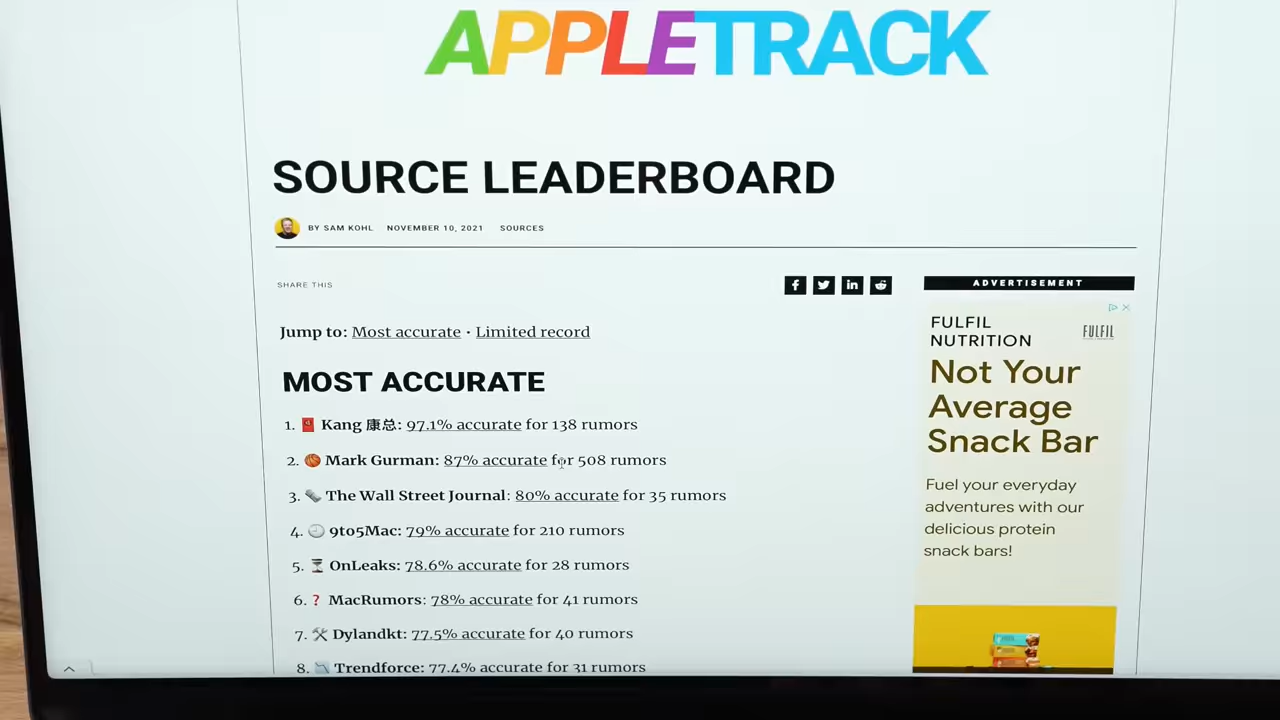 APPLETRACK
SOURCE LEADERBOARD
BY SAM KOHL NOVEMBER 10, 2021 SOURCES
SHARE THIS
Jump to: Most accurate · Limited record
MOST ACCURATE
1. Kang 康总: 97.1% accurate for 138 rumors
2. Mark Gurman: 87% accurate for 508 rumors
3. The Wall Street Journal: 80% accurate for 35 rumors
4. 9to5Mac: 79% accurate for 210 rumors
5. OnLeaks: 78.6% accurate for 28 rumors
6. ? MacRumors: 78% accurate for 41 rumors
7. Dylandkt: 77.5% accurate for 40 rumors
8. Trendforce: 77.4% accurate for 31 rumors
ADVERTISEMENT
FULFIL
NUTRITION
FULFIL
Not Your
Average
Snack Bar
Fuel your everyday
adventures with our
delicious protein
snack bars!